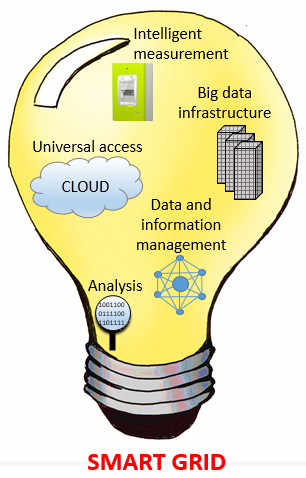 Intelligent
measurement
Big data
infrastructure
Universal access
CLOUD
Data and
information
management
Analysis
1001100
0111100
1101111
SMART GRID